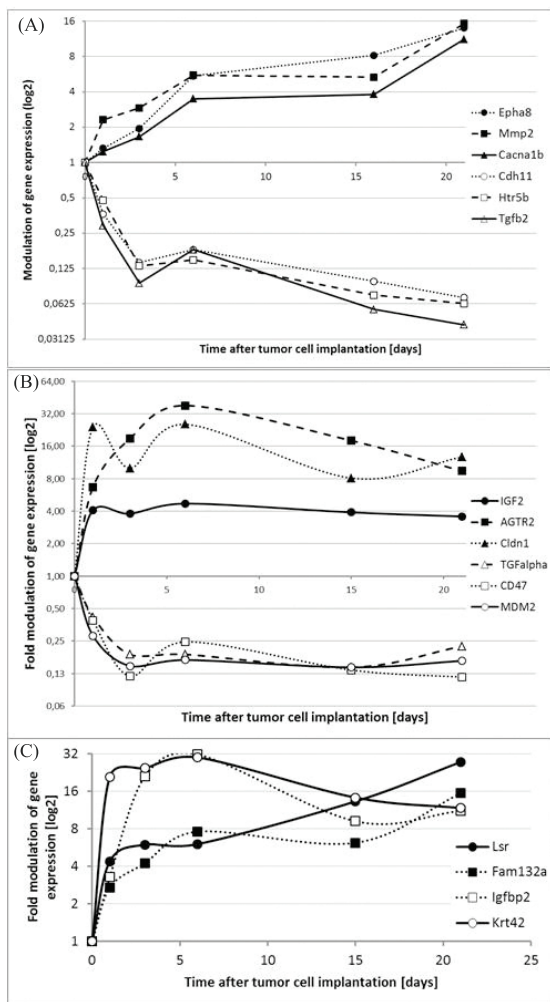 (A)
Modulation of gene expression (log2)
16
8
4
2
1
0,5
0,25
0,125
0,0625
0,03125
0
5
10
15
20
Epha8
Mmp2
Cacna1b
Cdh11
Htr5b
Tgfb2
Time after tumor cell implantation [days]
(B)
Fold modulation of gene expression [log2]
64,00
32,00
16,00
8,00
4,00
2,00
1,00
0,50
0,25
0,13
0,06
0
5
10
15
20
IGF2
AGTR2
Cldn1
TGFalpha
CD47
MDM2
Time after tumor cell implantation [days]
(C)
Fold modulation of gene
expression [log2]
32
16
8
4
2
1
0
5
10
15
20
25
Lsr
Fam132a
Igfbp2
Krt42
Time after tumor cell implantation [days]